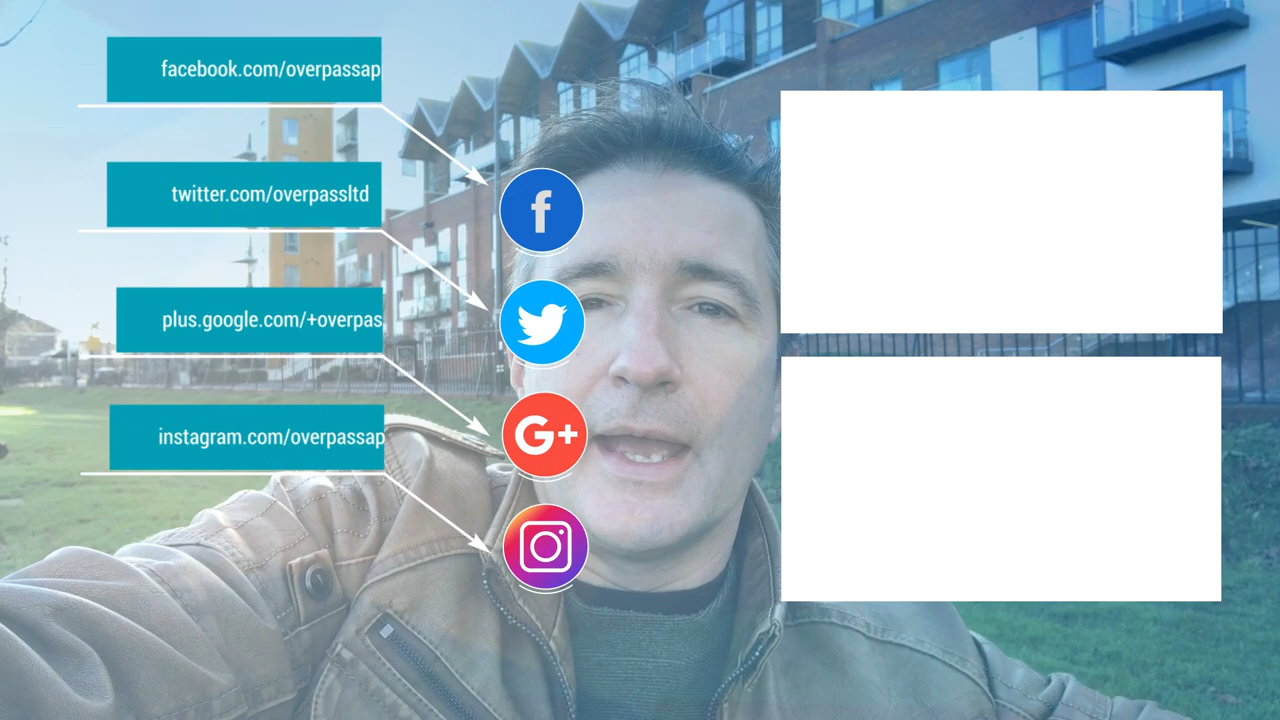 facebook.com/overpassap
twitter.com/overpassltd
plus.google.com/+overpas
instagram.com/overpassap
f
G+